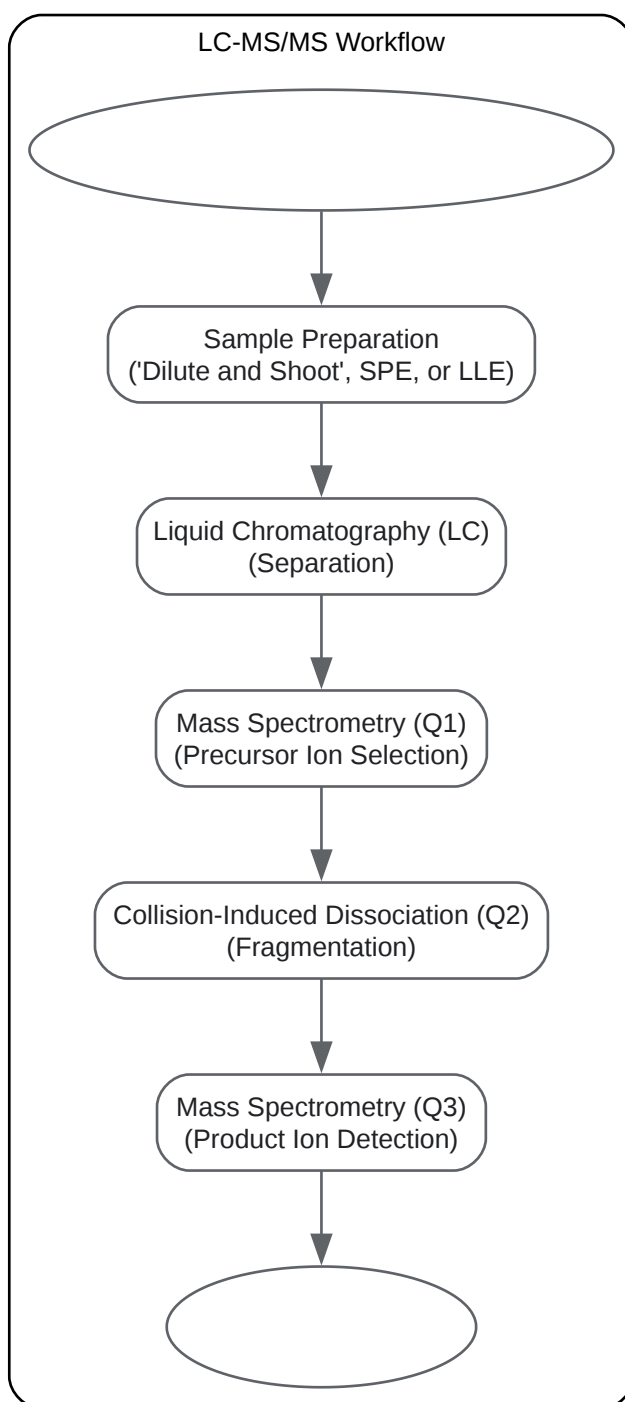 LC-MS/MS Workflow
Sample Preparation
('Dilute and Shoot', SPE, or LLE)
Liquid Chromatography (LC)
(Separation)
Mass Spectrometry (Q1)
(Precursor Ion Selection)
Collision-Induced Dissociation (Q2)
(Fragmentation)
Mass Spectrometry (Q3)
(Product Ion Detection)